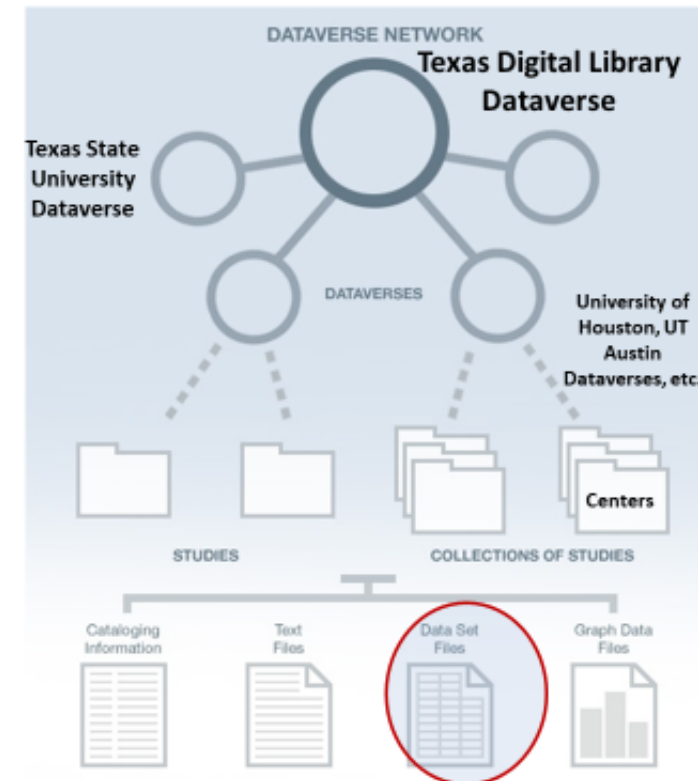 DATAVERSE NETWORK
Texas Digital Library
Dataverse
Texas State
University
Dataverse
DATAVERSES
University of
Houston, UT
Austin
Dataverses, etc.
Centers
STUDIES
COLLECTIONS OF STUDIES
Cataloging
Information
Text
Files
Data Set
Files
Graph Data
Files